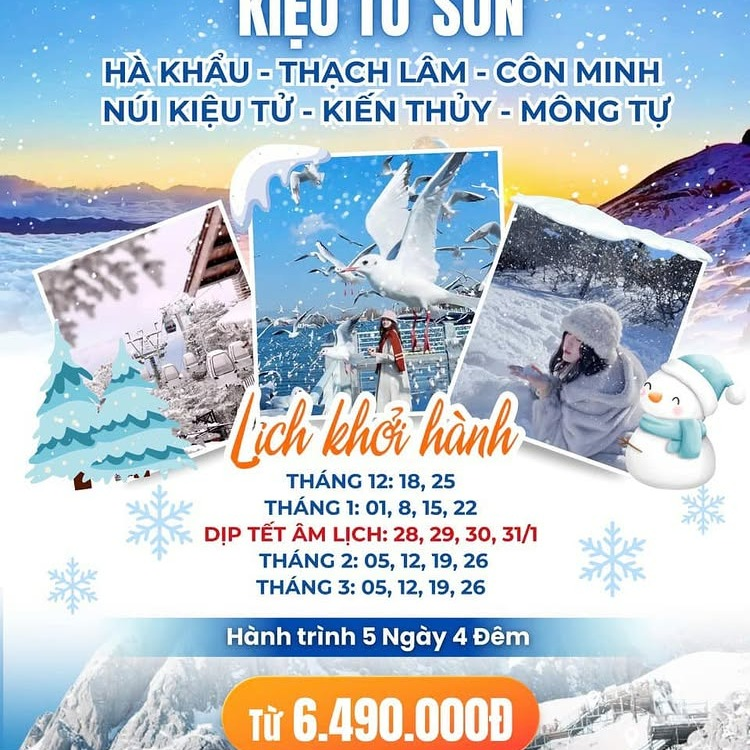 KIỆU TỬ SƠN
HÀ KHẨU - THẠCH LÂM - CÔN MINH
NÚI KIỆU TỬ - KIẾN THỦY - MÔNG TỰ
Lịch khởi hành
THÁNG 12: 18, 25
THÁNG 1: 01, 8, 15, 22
DỊP TẾT ÂM LỊCH: 28, 29, 30, 31/1
THÁNG 2: 05, 12, 19, 26
THÁNG 3: 05, 12, 19, 26
Hành trình 5 Ngày 4 Đêm
Từ 6.490.000Đ